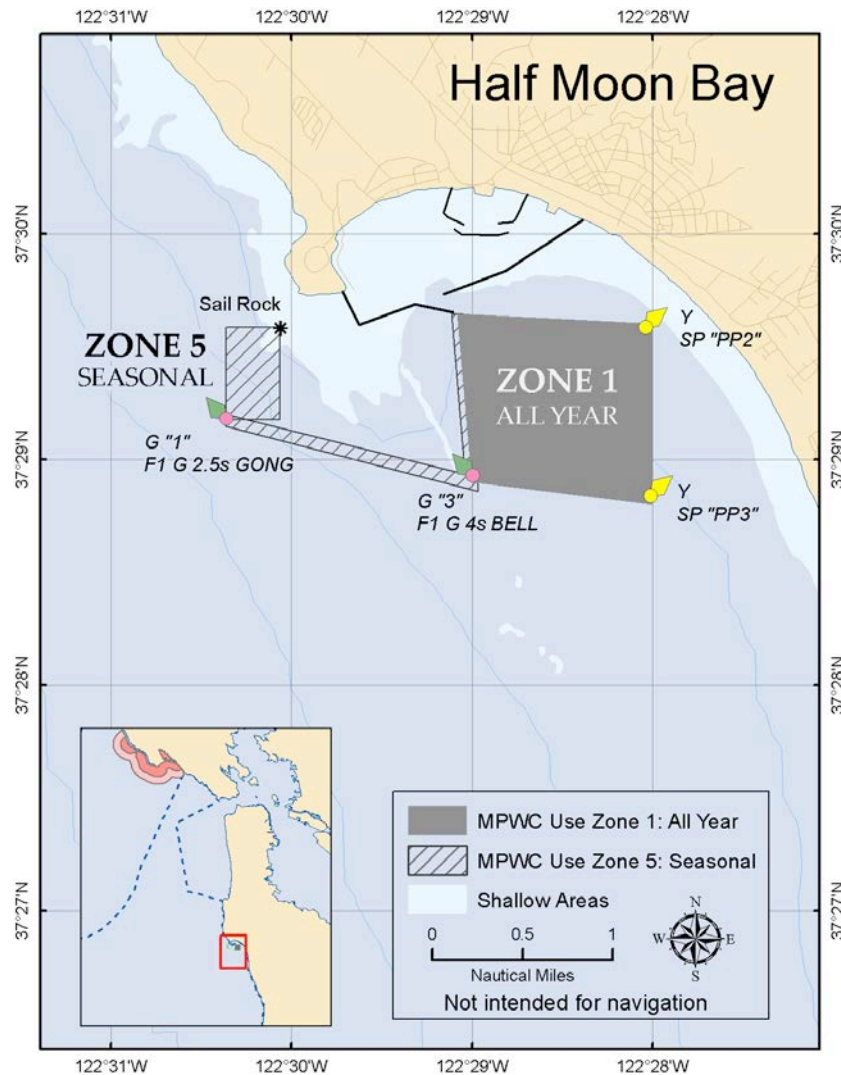 122°31'W 122°30'W 122°29'W 122°28'W
Half Moon Bay
37°30'N 37°30'N
Sail Rock
ZONE 5
SEASONAL
Y
SP "PP2"
ZONE 1
ALL YEAR
G "1"
F1 G 2.5s GONG
37°29'N 37°29'N
G "3"
F1 G 4s BELL
Y
SP "PP3"
37°28'N 37°28'N
MPWC Use Zone 1: All Year
MPWC Use Zone 5: Seasonal
Shallow Areas
37°27'N 37°27'N
0 0.5 1
Nautical Miles
N
W E
S
Not intended for navigation
122°31'W 122°30'W 122°29'W 122°28'W